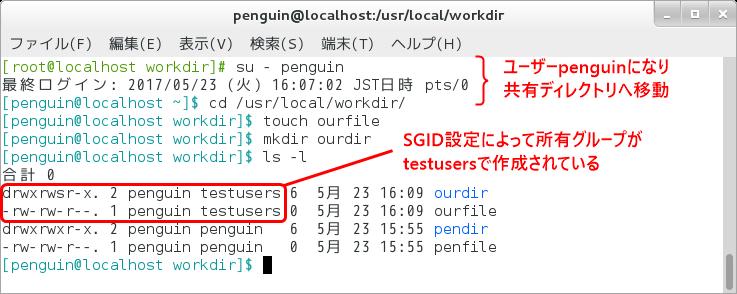 penguin@localhost:/usr/local/workdir
ファイル(F) 編集(E) 表示(V) 検索(S) 端末(T) ヘルプ(H)
[root@localhost workdir]# su - penguin
最終ログイン: 2017/05/23 (火) 16:07:02 JST日時 pts/0
ユーザーpenguinになり
共有ディレクトリへ移動
[penguin@localhost ~]$ cd /usr/local/workdir/
[penguin@localhost workdir]$ touch ourfile
[penguin@localhost workdir]$ mkdir ourdir
[penguin@localhost workdir]$ ls -l
SGID設定によって所有グループが
testusersで作成されている
合計 0
drwxrwsr-x. 2 penguin testusers 6 5月 23 16:09 ourdir
-rw-rw-r--. 1 penguin testusers 0 5月 23 16:09 ourfile
drwxrwxr-x. 2 penguin penguin 6 5月 23 15:55 pendir
-rw-rw-r--. 1 penguin penguin 0 5月 23 15:55 penfile
[penguin@localhost workdir]$